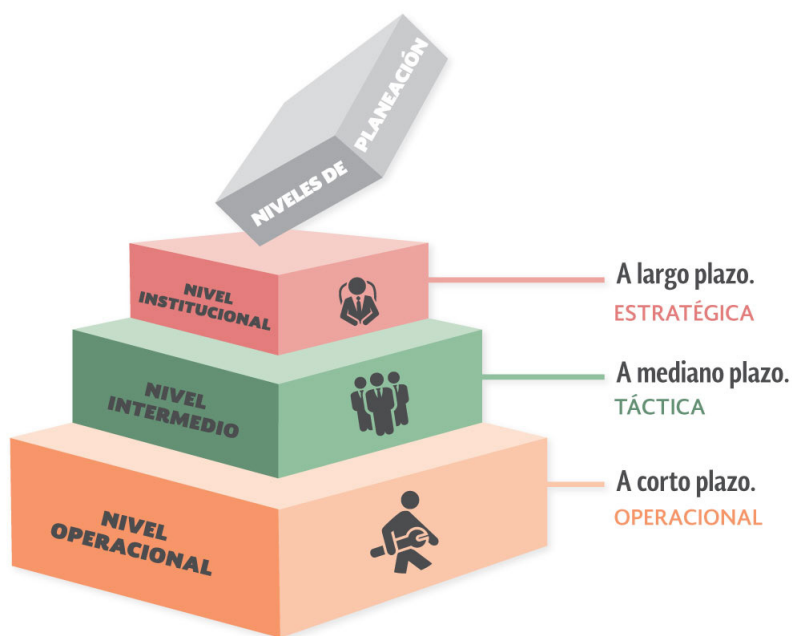 NIVELES DE PLANEACIÓN
NIVEL
INSTITUCIONAL
A largo plazo.
ESTRATÉGICA
NIVEL
INTERMEDIO
A mediano plazo.
TÁCTICA
NIVEL
OPERACIONAL
A corto plazo.
OPERACIONAL